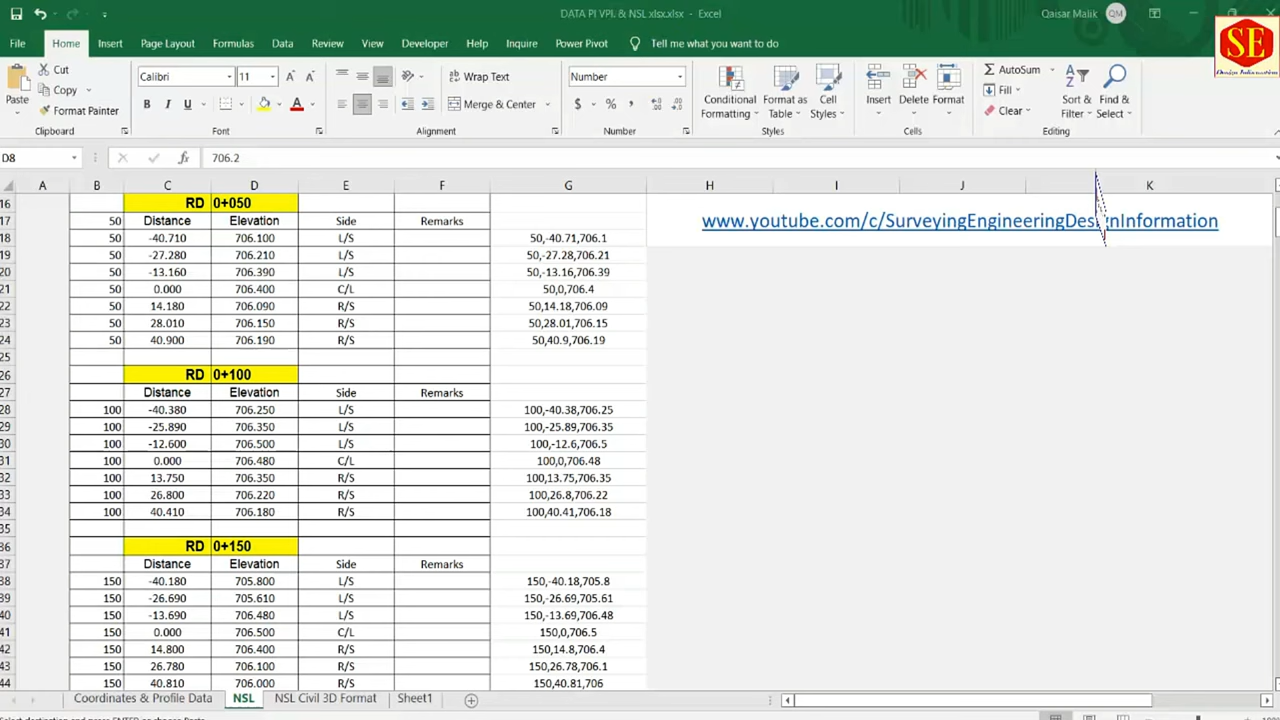 DATA PI VPI. & NSL xlsx.xlsx - Excel
Qaisar Malik QM
File Home Insert Page Layout Formulas Data Review View Developer Help Inquire Power Pivot Tell me what you want to do
SE
Paste Cut Copy Format Painter
Clipboard
Calibri 11
B I U A
Font
Wrap Text
Merge & Center
Alignment
Number
$ % ,
Number
Conditional Formatting Format as Table Cell Styles
Styles
Insert Delete Format
Cells
AutoSum Fill Clear Sort & Filter Find & Select
Editing
D8 fx 706.2
A B C D E F G H I J K
16 RD 0+050
17 50 Distance Elevation Side Remarks www.youtube.com/c/SurveyingEngineeringDesignInformation
18 50 -40.710 706.100 L/S 50,-40.71,706.1
19 50 -27.280 706.210 L/S 50,-27.28,706.21
20 50 -13.160 706.390 L/S 50,-13.16,706.39
21 50 0.000 706.400 C/L 50,0,706.4
22 50 14.180 706.090 R/S 50,14.18,706.09
23 50 28.010 706.150 R/S 50,28.01,706.15
24 50 40.900 706.190 R/S 50,40.9,706.19
25
26 RD 0+100
27 Distance Elevation Side Remarks
28 100 -40.380 706.250 L/S 100,-40.38,706.25
29 100 -25.890 706.350 L/S 100,-25.89,706.35
30 100 -12.600 706.500 L/S 100,-12.6,706.5
31 100 0.000 706.480 C/L 100,0,706.48
32 100 13.750 706.350 R/S 100,13.75,706.35
33 100 26.800 706.220 R/S 100,26.8,706.22
34 100 40.410 706.180 R/S 100,40.41,706.18
35
36 RD 0+150
37 Distance Elevation Side Remarks
38 150 -40.180 705.800 L/S 150,-40.18,705.8
39 150 -26.690 705.610 L/S 150,-26.69,705.61
40 150 -13.690 706.480 L/S 150,-13.69,706.48
41 150 0.000 706.500 C/L 150,0,706.5
42 150 14.800 706.400 R/S 150,14.8,706.4
43 150 26.780 706.100 R/S 150,26.78,706.1
44 150 40.810 706.000 R/S 150,40.81,706
Coordinates & Profile Data NSL NSL Civil 3D Format Sheet1